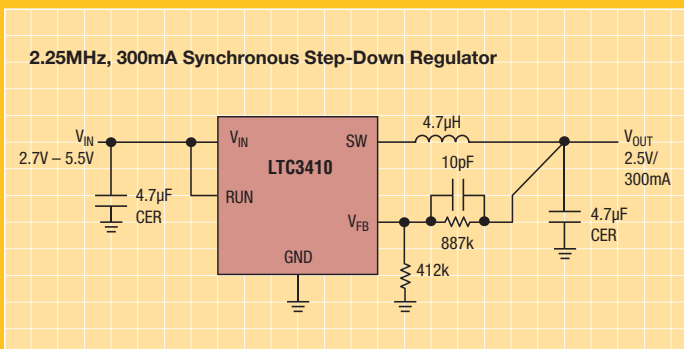 2.25MHz, 300mA Synchronous Step-Down Regulator
VIN
2.7V – 5.5V
4.7µF
CER
VIN
RUN
LTC3410
SW
VFB
GND
4.7µH
10pF
887k
412k
VOUT
2.5V/
300mA
4.7µF
CER